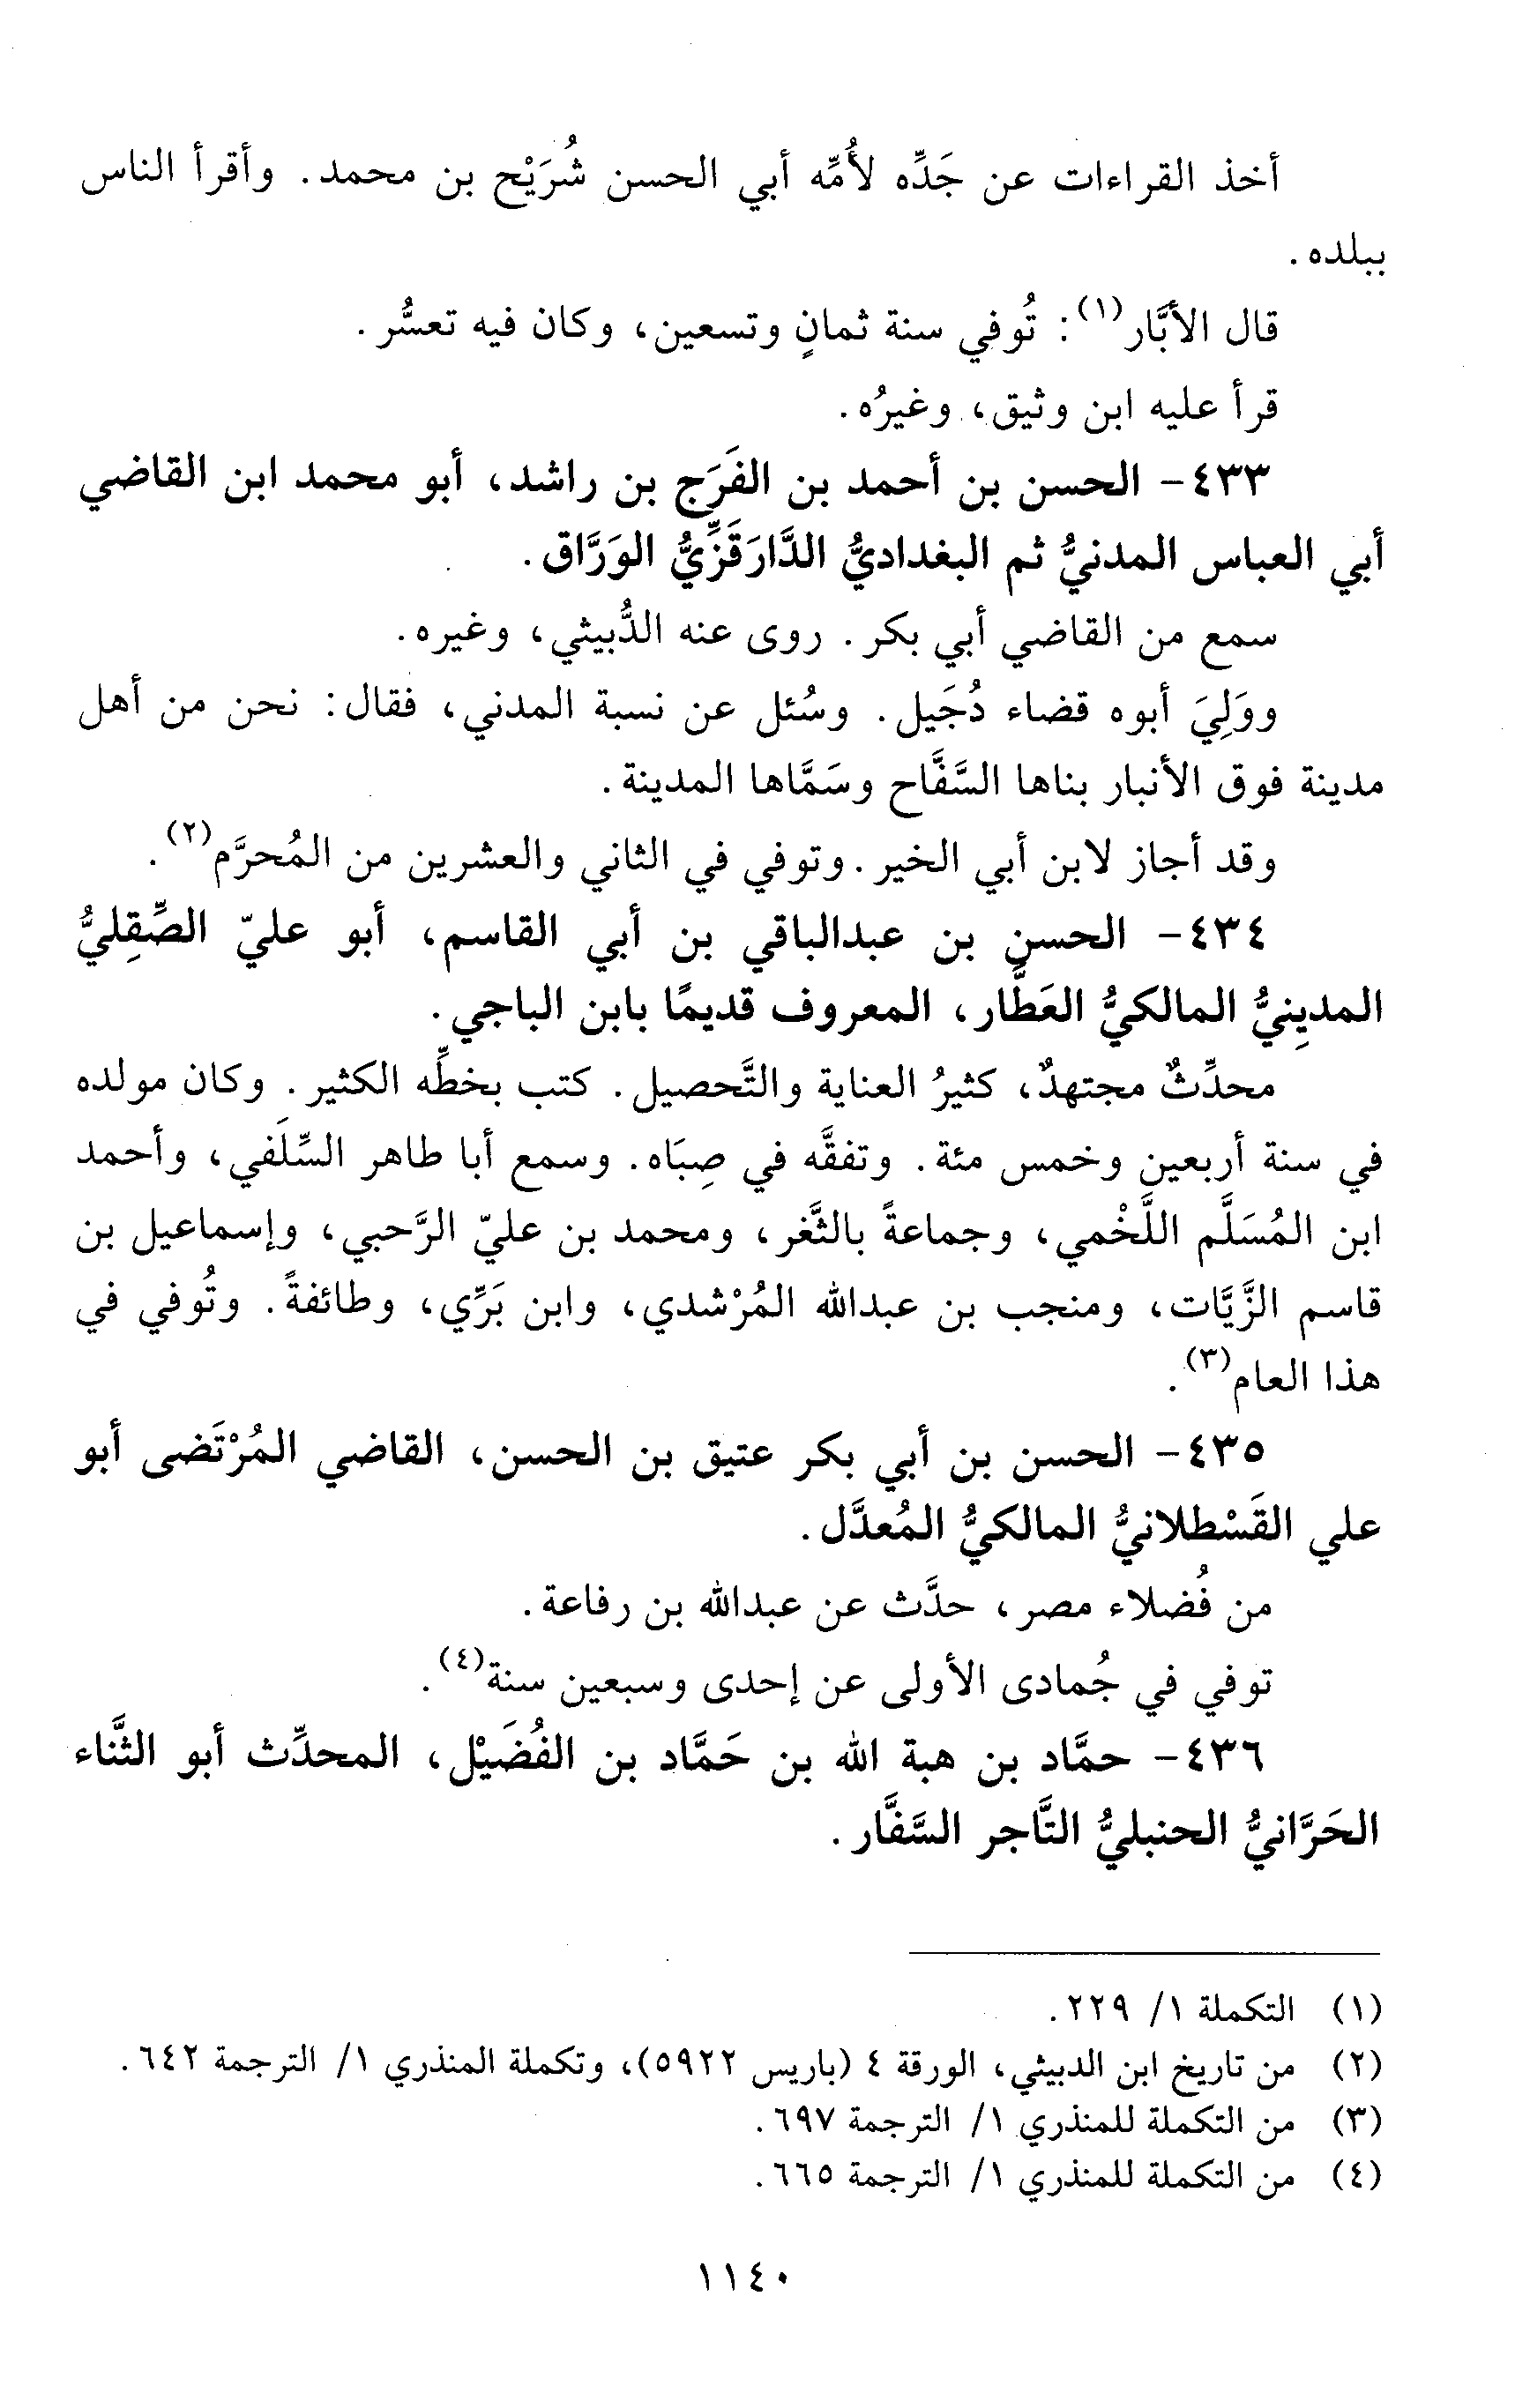 أخذ القراءات عن جَدِّه لأُمِّه أبي الحسن شُرَيْح بن محمد. وأقرأ الناس
ببلده.
قال الأبَّار(١): تُوفي سنة ثمانٍ وتسعين، وكان فيه تعسُّر.
قرأ عليه ابن وثيق، وغيرُه.
٤٣٣- الحسن بن أحمد بن الفَرَج بن راشد، أبو محمد ابن القاضي
أبي العباس المدنيُّ ثم البغداديُّ الدَّارَقَزِّيُّ الوَرَّاق.
سمع من القاضي أبي بكر. روى عنه الدُّبيثي، وغيره.
ووَلِيَ أبوه قضاء دُجَيل. وسُئل عن نسبة المدني، فقال: نحن من أهل
مدينة فوق الأنبار بناها السَّفَّاح وسَمَّاها المدينة.
وقد أجاز لابن أبي الخير. وتوفي في الثاني والعشرين من المُحرَّم(٢).
٤٣٤- الحسن بن عبدالباقي بن أبي القاسم، أبو عليّ الصِّقِليُّ
المدينِيُّ المالكيُّ العَطَّار، المعروف قديمًا بابن الباجي.
محدِّثٌ مجتهدٌ، كثيرُ العناية والتَّحصيل. كتب بخطِّه الكثير. وكان مولده
في سنة أربعين وخمس مئة. وتفقَّه في صِبَاه. وسمع أبا طاهر السِّلَفي، وأحمد
ابن المُسَلَّم اللَّخْمي، وجماعةً بالثَّغر، ومحمد بن عليّ الرَّحبي، وإسماعيل بن
قاسم الزَّيَّات، ومنجب بن عبدالله المُرْشدي، وابن بَرِّي، وطائفةً. وتُوفي في
هذا العام(٣).
٤٣٥- الحسن بن أبي بكر عتيق بن الحسن، القاضي المُرْتَضى أبو
علي القَسْطلانيُّ المالكيُّ المُعدَّل.
من فُضلاء مصر، حدَّث عن عبدالله بن رفاعة.
توفي في جُمادى الأولى عن إحدى وسبعين سنة(٤).
٤٣٦- حمَّاد بن هبة الله بن حَمَّاد بن الفُضَيْل، المحدِّث أبو الثَّناء
الحَرَّانيُّ الحنبليُّ التَّاجر السَّفَّار.
(١) التكملة ١/ ٢٢٩.
(٢) من تاريخ ابن الدبيثي، الورقة ٤ (باريس ٥٩٢٢)، وتكملة المنذري ١/ الترجمة ٦٤٢.
(٣) من التكملة للمنذري ١/ الترجمة ٦٩٧.
(٤) من التكملة للمنذري ١/ الترجمة ٦٦٥.
١١٤٠